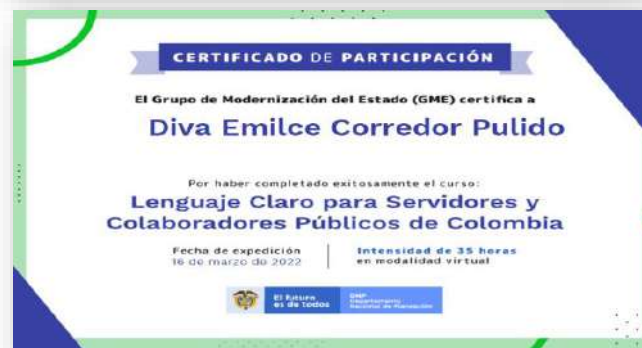 CERTIFICADO DE PARTICIPACIÓN
El Grupo de Modernización del Estado (GME) certifica a
Diva Emilce Corredor Pulido
Por haber completado exitosamente el curso:
Lenguaje Claro para Servidores y
Colaboradores Públicos de Colombia
Fecha de expedición
16 de marzo de 2022
Intensidad de 35 horas
en modalidad virtual
El futuro
es de todos
DNP
Departamento
Nacional de Planeación